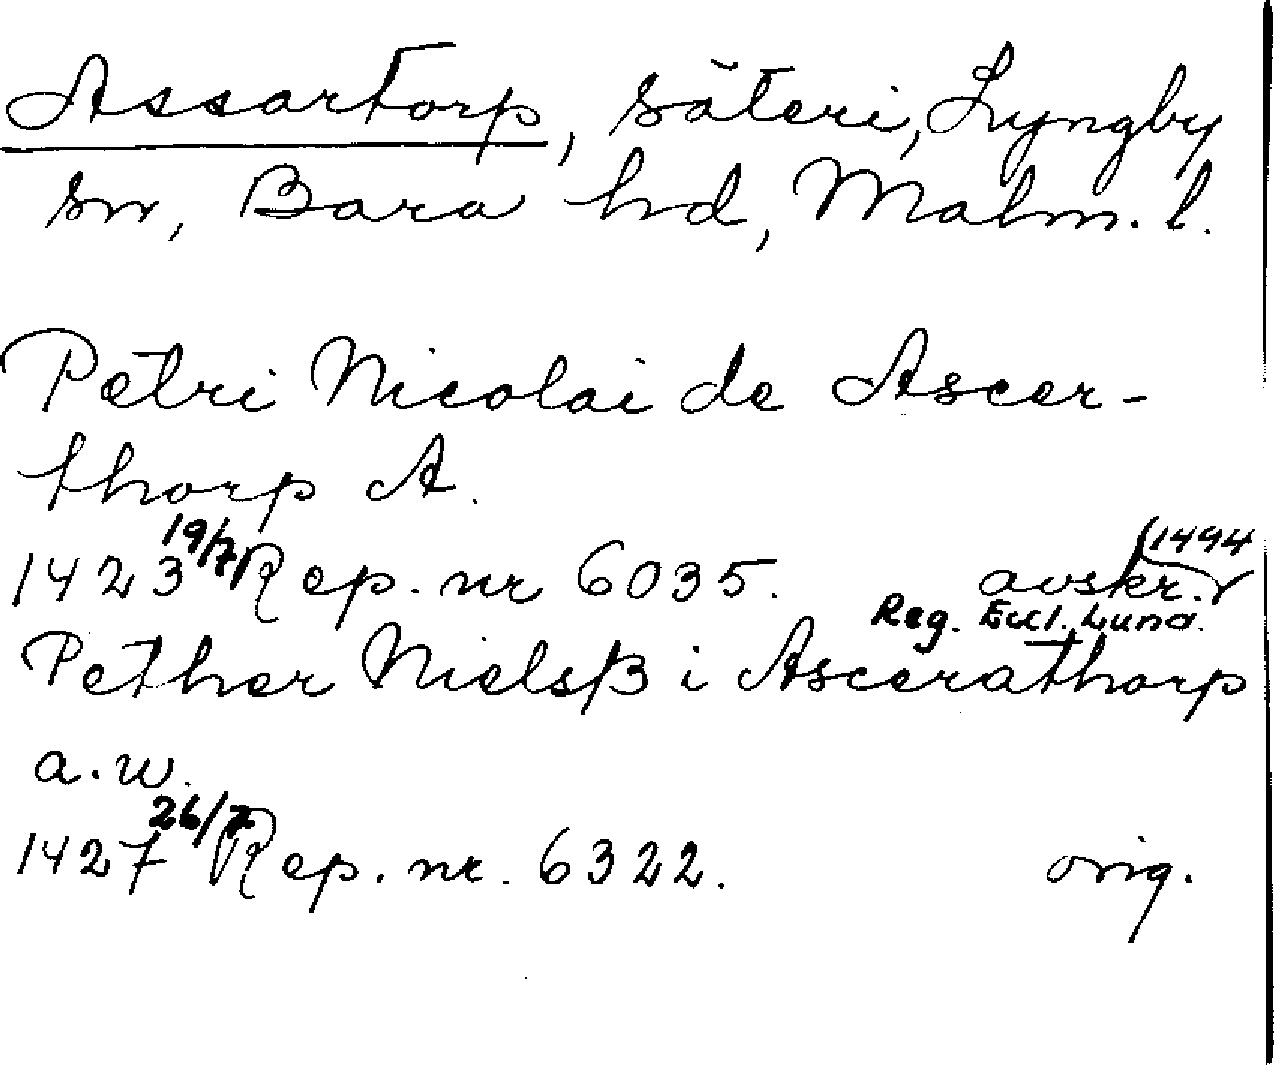 Assartorp, säteri, Lyngby
sn, Bara hd, Malm. l.
Petri Nicolai de Ascer-
thorp A.
1423 19/7 Rep. nr 6035. avskr. (1494
Reg. Eccl. Lund.
Pether Nielsß i Ascerathorp
a. w.
1427 26/7 Rep. nr. 6322. orig.